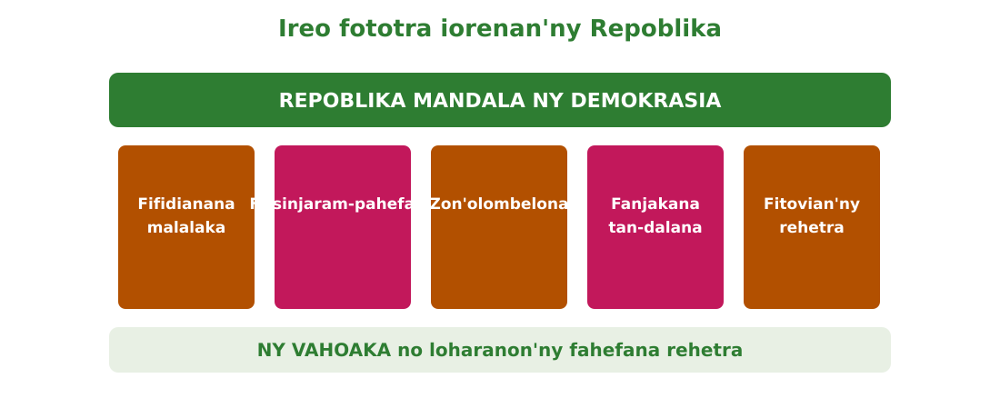 Ireo fototra iorenan'ny Repoblika
REPOBLIKA MANDALA NY DEMOKRASIA
Fifidianana
malalaka
Zon'olombelona
Fanjakana
tan-dalana
Fitovian'ny
rehetra
NY VAHOAKA no loharanon'ny fahefana rehetra